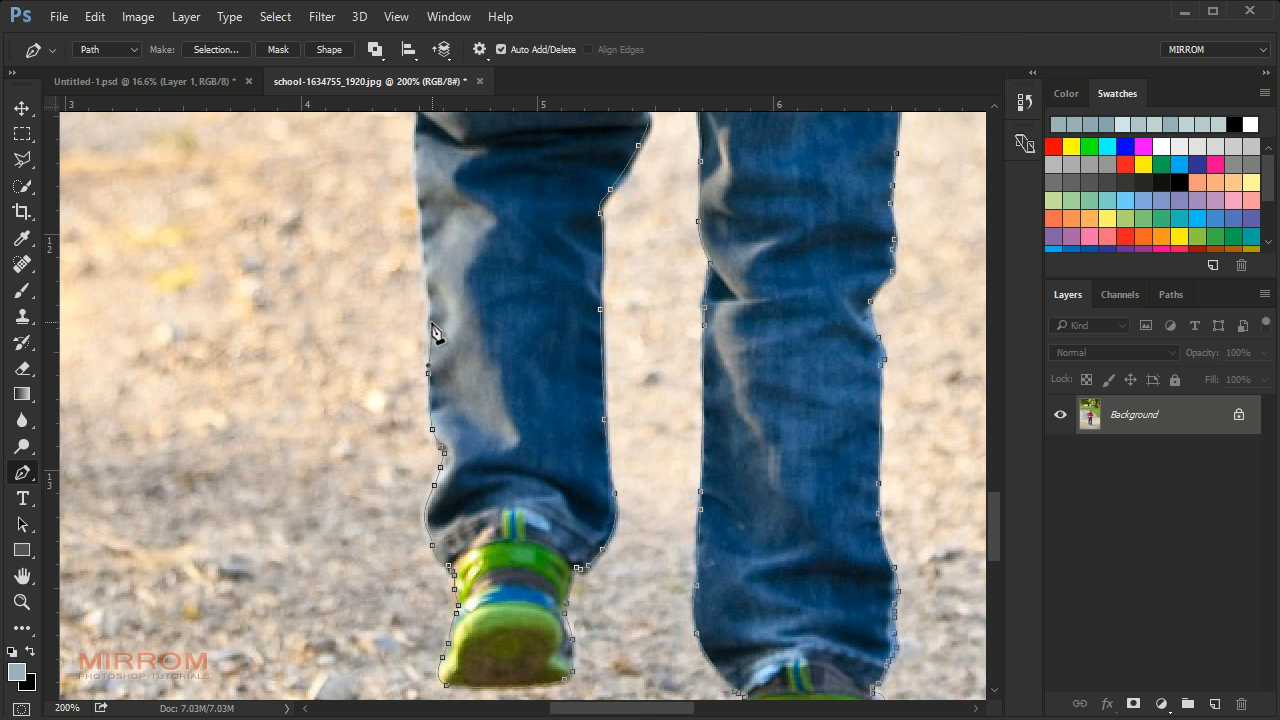 Ps File Edit Image Layer Type Select Filter 3D View Window Help
Path Make: Selection... Mask Shape Auto Add/Delete Align Edges MIRROM
Untitled-1.psd @ 16.6% (Layer 1, RGB/8) * school-1634755_1920.jpg @ 200% (RGB/8#) *
3 4 5 6
Color Swatches
12
Layers Channels Paths
Kind
Normal Opacity: 100%
Lock: Fill: 100%
Background
13
MIRROM
PHOTOSHOP TUTORIALS
200% Doc: 7.03M/7.03M